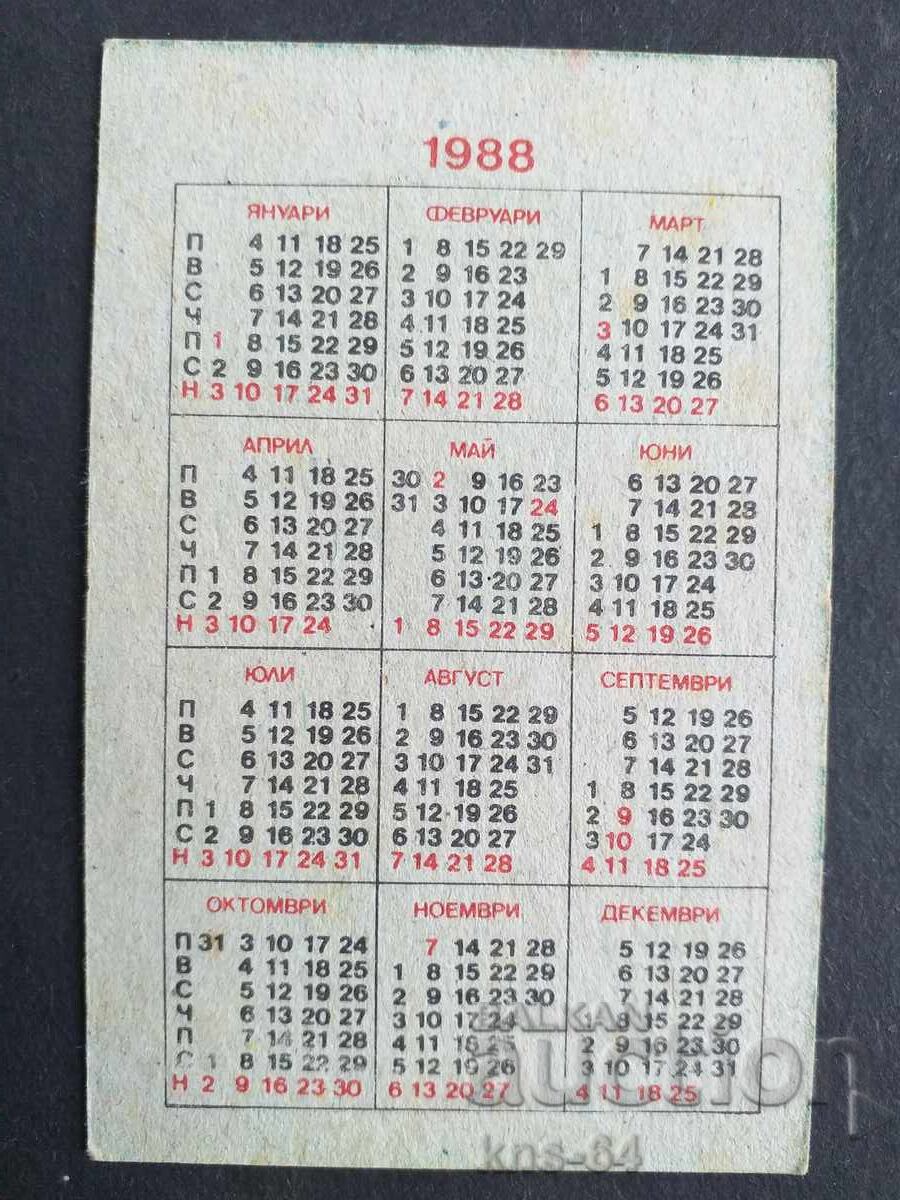 1988
ЯНУАРИ ФЕВРУАРИ МАРТ
П 4 11 18 25 1 8 15 22 29 7 14 21 28
В 5 12 19 26 2 9 16 23 1 8 15 22 29
С 6 13 20 27 3 10 17 24 2 9 16 23 30
Ч 7 14 21 28 4 11 18 25 3 10 17 24 31
П 1 8 15 22 29 5 12 19 26 4 11 18 25
С 2 9 16 23 30 6 13 20 27 5 12 19 26
Н 3 10 17 24 31 7 14 21 28 6 13 20 27
АПРИЛ МАЙ ЮНИ
П 4 11 18 25 30 2 9 16 23 6 13 20 27
В 5 12 19 26 31 3 10 17 24 7 14 21 28
С 6 13 20 27 4 11 18 25 1 8 15 22 29
Ч 7 14 21 28 5 12 19 26 2 9 16 23 30
П 1 8 15 22 29 6 13 20 27 3 10 17 24
С 2 9 16 23 30 7 14 21 28 4 11 18 25
Н 3 10 17 24 1 8 15 22 29 5 12 19 26
ЮЛИ АВГУСТ СЕПТЕМВРИ
П 4 11 18 25 1 8 15 22 29 5 12 19 26
В 5 12 19 26 2 9 16 23 30 6 13 20 27
С 6 13 20 27 3 10 17 24 31 7 14 21 28
Ч 7 14 21 28 4 11 18 25 1 8 15 22 29
П 1 8 15 22 29 5 12 19 26 2 9 16 23 30
С 2 9 16 23 30 6 13 20 27 3 10 17 24
Н 3 10 17 24 31 7 14 21 28 4 11 18 25
ОКТОМВРИ НОЕМВРИ ДЕКЕМВРИ
П 31 3 10 17 24 7 14 21 28 5 12 19 26
В 4 11 18 25 1 8 15 22 29 6 13 20 27
С 5 12 19 26 2 9 16 23 30 7 14 21 28
Ч 6 13 20 27 3 10 17 24 1 8 15 22 29
П 7 14 21 28 4 11 18 25 2 9 16 23 30
С 1 8 15 22 29 5 12 19 26 3 10 17 24 31
Н 2 9 16 23 30 6 13 20 27 4 11 18 25
BALKAN
auction
kns-64